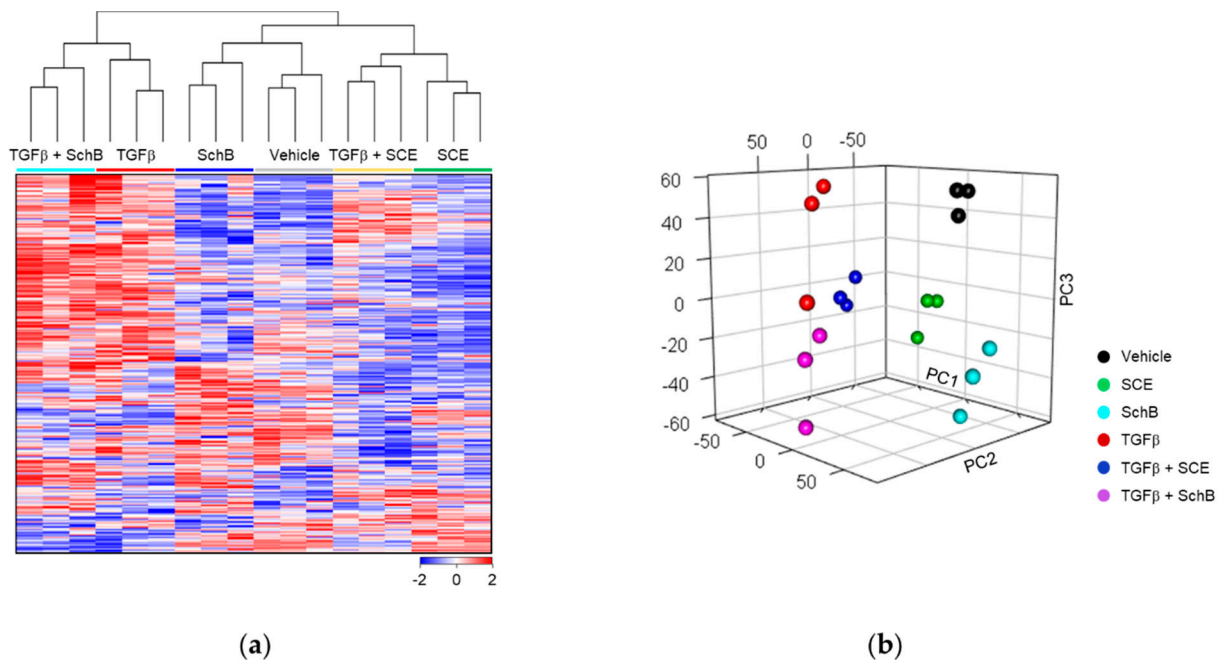 TGFβ + SchB TGFβ SchB Vehicle TGFβ + SCE SCE
-2 0 2
(a)
50 0 -50
60
40
20
0
-20
-40
-60
-50
0
50
PC1
PC2
PC3
Vehicle
SCE
SchB
TGFβ
TGFβ + SCE
TGFβ + SchB
(b)